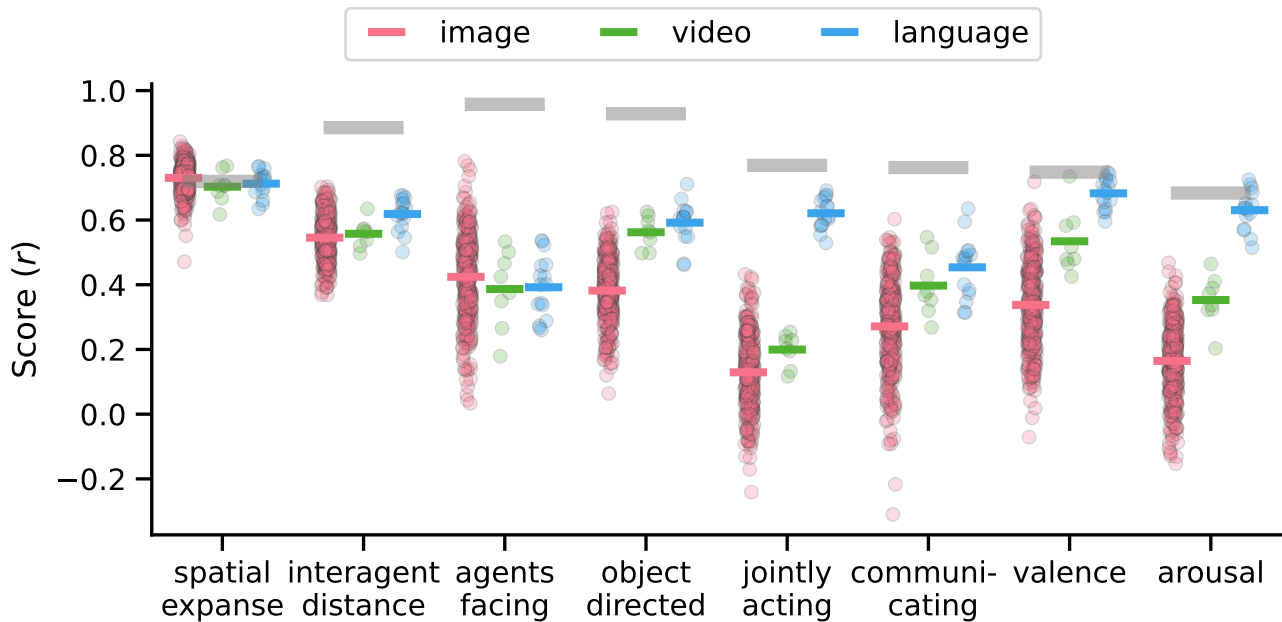 image video language
Score (r)
1.0
0.8
0.6
0.4
0.2
0.0
−0.2
spatial expanse
interagent distance
agents facing
object directed
jointly acting
communi-cating
valence
arousal